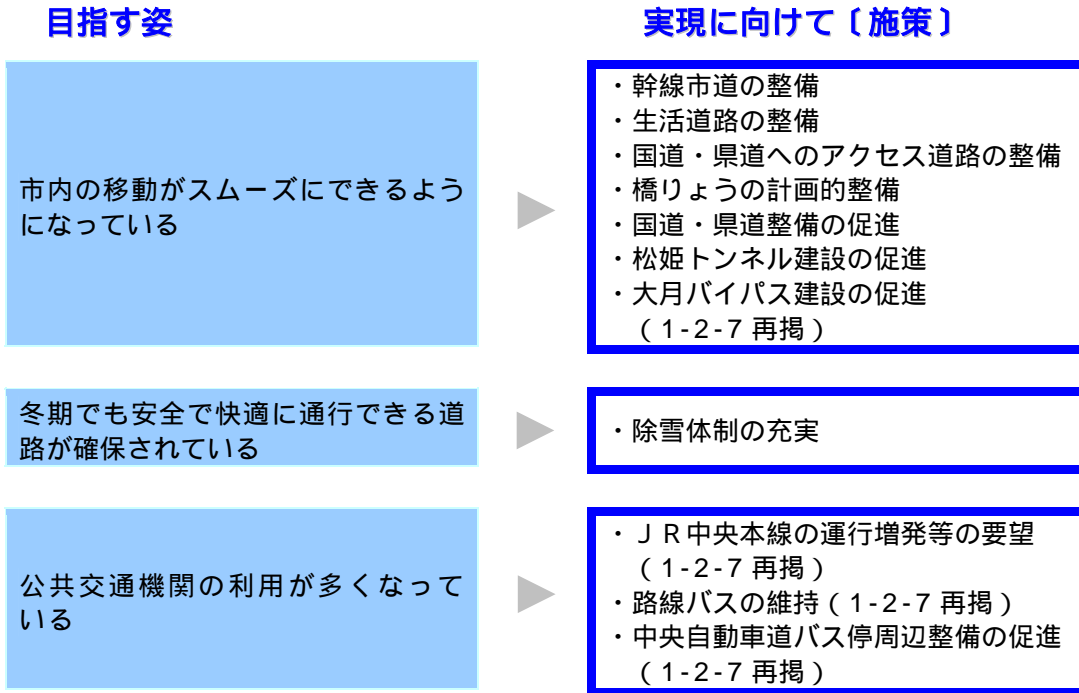 目指す姿
実現に向けて〔施策〕
市内の移動がスムーズにできるよう
になっている
・幹線市道の整備
・生活道路の整備
・国道・県道へのアクセス道路の整備
・橋りょうの計画的整備
・国道・県道整備の促進
・松姫トンネル建設の促進
・大月バイパス建設の促進
（1-2-7 再掲）
冬期でも安全で快適に通行できる道
路が確保されている
・除雪体制の充実
公共交通機関の利用が多くなって
いる
・ＪＲ中央本線の運行増発等の要望
（1-2-7 再掲）
・路線バスの維持（1-2-7 再掲）
・中央自動車道バス停周辺整備の促進
（1-2-7 再掲）